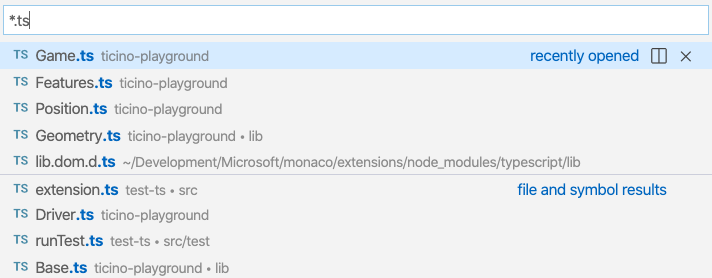 *.ts
TS Game.ts ticino-playground recently opened
TS Features.ts ticino-playground
TS Position.ts ticino-playground
TS Geometry.ts ticino-playground • lib
TS lib.dom.d.ts ~/Development/Microsoft/monaco/extensions/node_modules/typescript/lib
TS extension.ts test-ts • src file and symbol results
TS Driver.ts ticino-playground
TS runTest.ts test-ts • src/test
TS Base.ts ticino-playground • lib